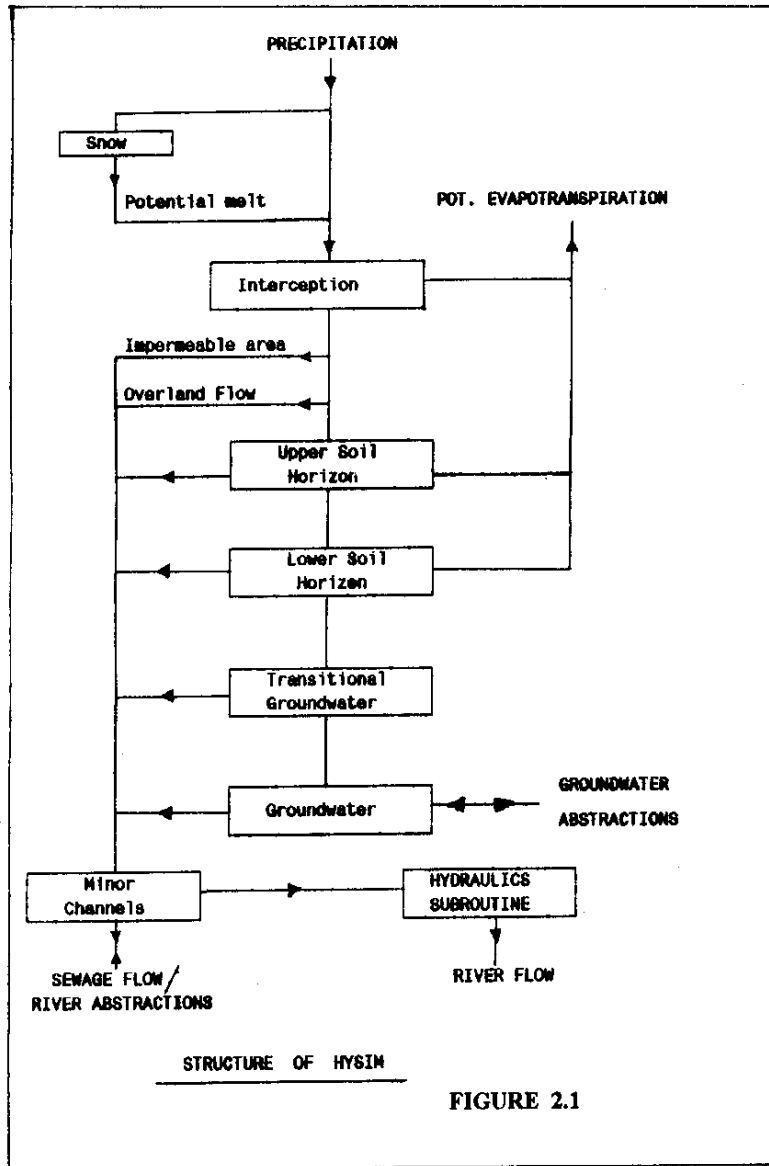 PRECIPITATION
Snow
Potential melt
POT. EVAPOTRANSPIRATION
Interception
Impermeable area
Overland Flow
Upper Soil
Horizon
Lower Soil
Horizen
Transitional
Groundwater
Groundwater
GROUNDWATER
ABSTRACTIONS
Minor
Channels
HYDRAULICS
SUBROUTINE
SEWAGE FLOW/
RIVER ABSTRACTIONS
RIVER FLOW
STRUCTURE OF HYSIM
FIGURE 2.1